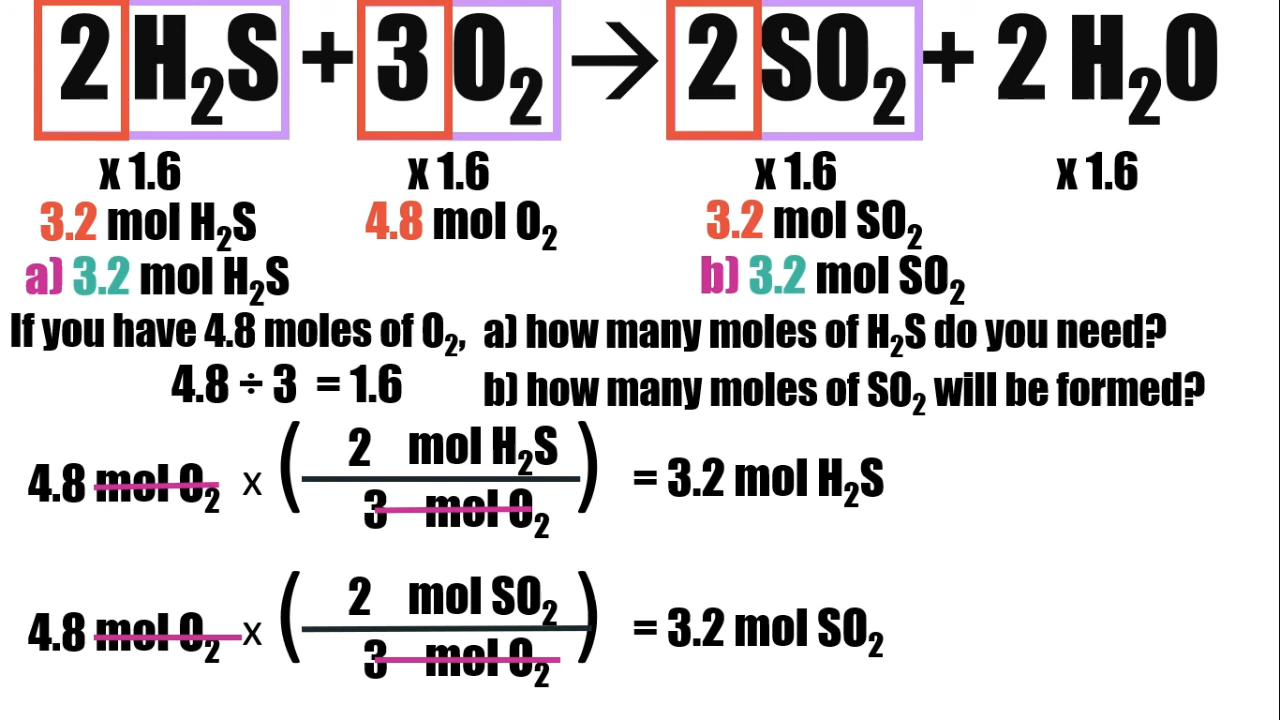 2 H₂S + 3 O₂ → 2 SO₂ + 2 H₂O
x 1.6 x 1.6 x 1.6 x 1.6
3.2 mol H₂S 4.8 mol O₂ 3.2 mol SO₂
a) 3.2 mol H₂S b) 3.2 mol SO₂
If you have 4.8 moles of O₂, a) how many moles of H₂S do you need?
4.8 ÷ 3 = 1.6 b) how many moles of SO₂ will be formed?
2 mol H₂S
4.8 mol O₂ x ( ) = 3.2 mol H₂S
3 mol O₂
2 mol SO₂
4.8 mol O₂ x ( ) = 3.2 mol SO₂
3 mol O₂